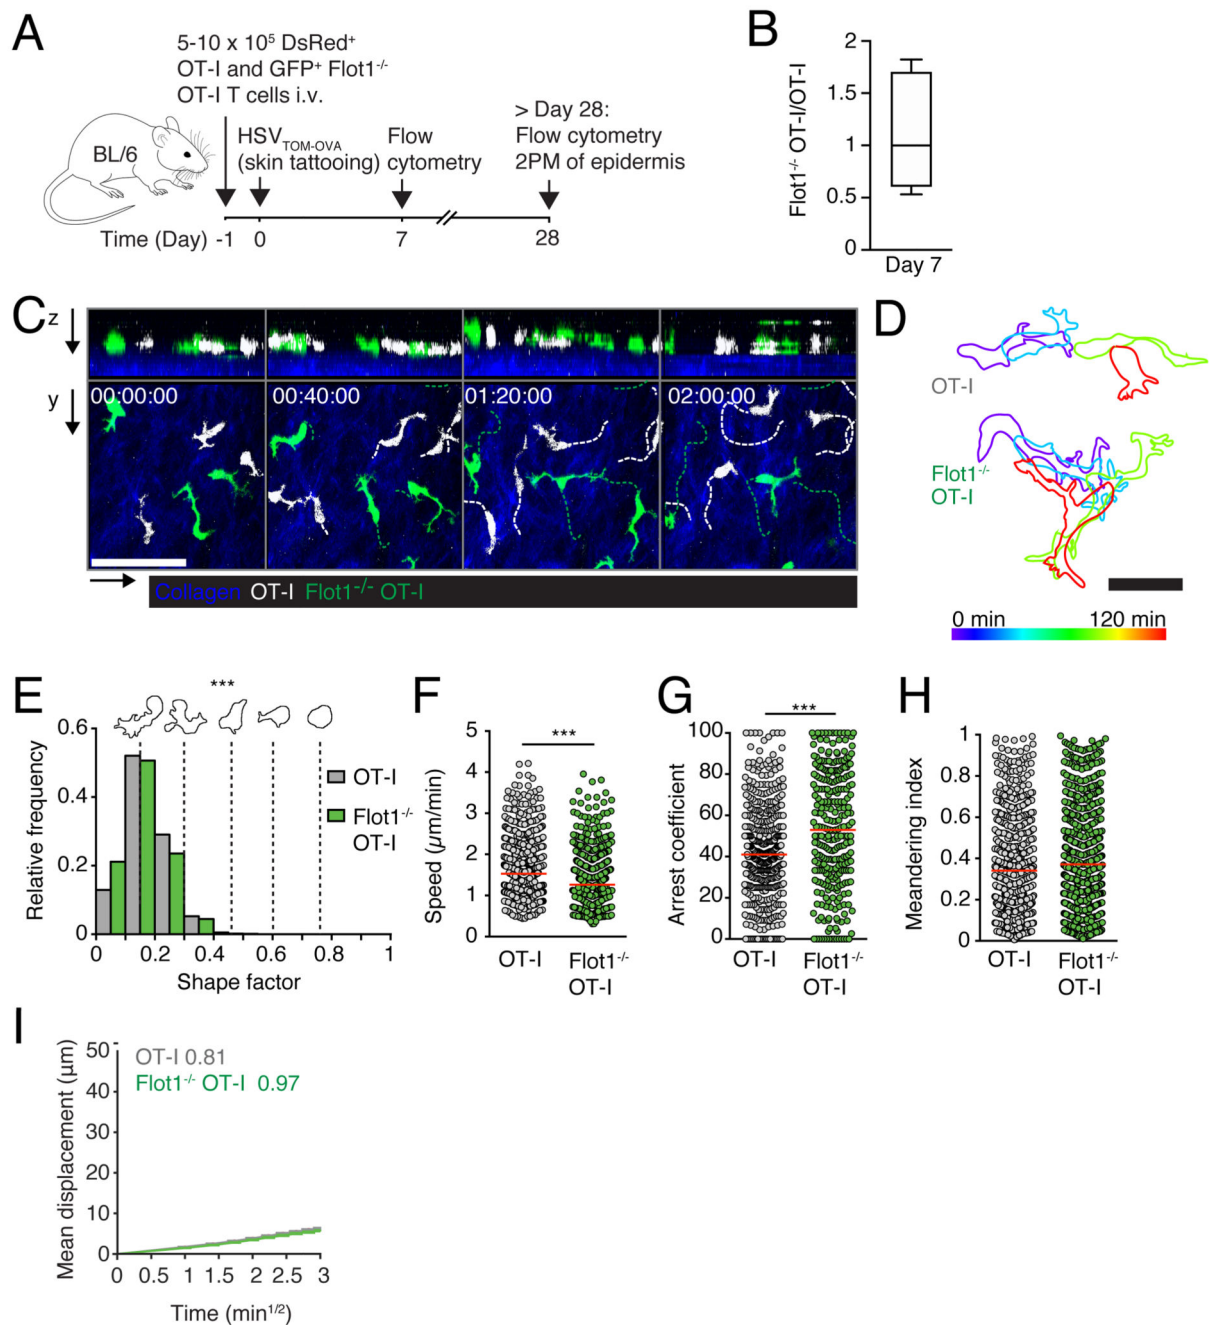 A
5-10 x 10⁵ DsRed⁺
OT-I and GFP⁺ Flot1⁻/⁻
OT-I T cells i.v.
BL/6
HSV_TOM-OVA
(skin tattooing)
Flow
cytometry
> Day 28:
Flow cytometry
2PM of epidermis
Time (Day) -1 0 7 28
B
Flot1⁻/⁻ OT-I/OT-I
2
1.5
1
0.5
0
Day 7
C
z
y
00:00:00 00:40:00 01:20:00 02:00:00
Collagen OT-I Flot1⁻/⁻ OT-I
D
OT-I
Flot1⁻/⁻
OT-I
0 min 120 min
E
***
Relative frequency
0.6
0.4
0.2
0
0 0.2 0.4 0.6 0.8 1
Shape factor
OT-I
Flot1⁻/⁻
OT-I
F
***
Speed (µm/min)
5
4
3
2
1
0
OT-I Flot1⁻/⁻
OT-I
G
***
Arrest coefficient
100
80
60
40
20
0
OT-I Flot1⁻/⁻
OT-I
H
Meandering index
1
0.8
0.6
0.4
0.2
0
OT-I Flot1⁻/⁻
OT-I
I
Mean displacement (µm)
50
40
30
20
10
0
OT-I 0.81
Flot1⁻/⁻ OT-I 0.97
0 0.5 1 1.5 2 2.5 3
Time (min¹/²)